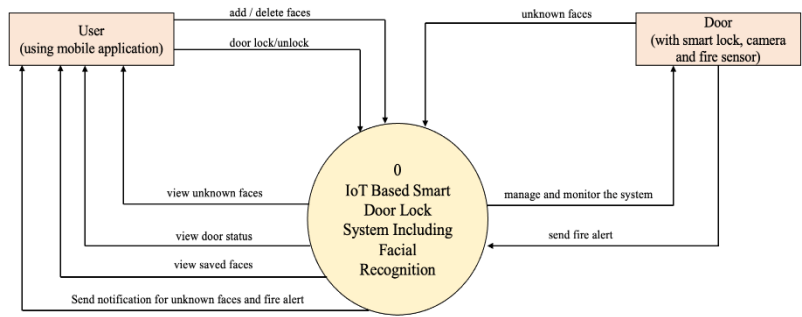 User
(using mobile application)
add / delete faces
door lock/unlock
unknown faces
Door
(with smart lock, camera
and fire sensor)
0
IoT Based Smart
Door Lock
System Including
Facial
Recognition
view unknown faces
manage and monitor the system
view door status
send fire alert
view saved faces
Send notification for unknown faces and fire alert